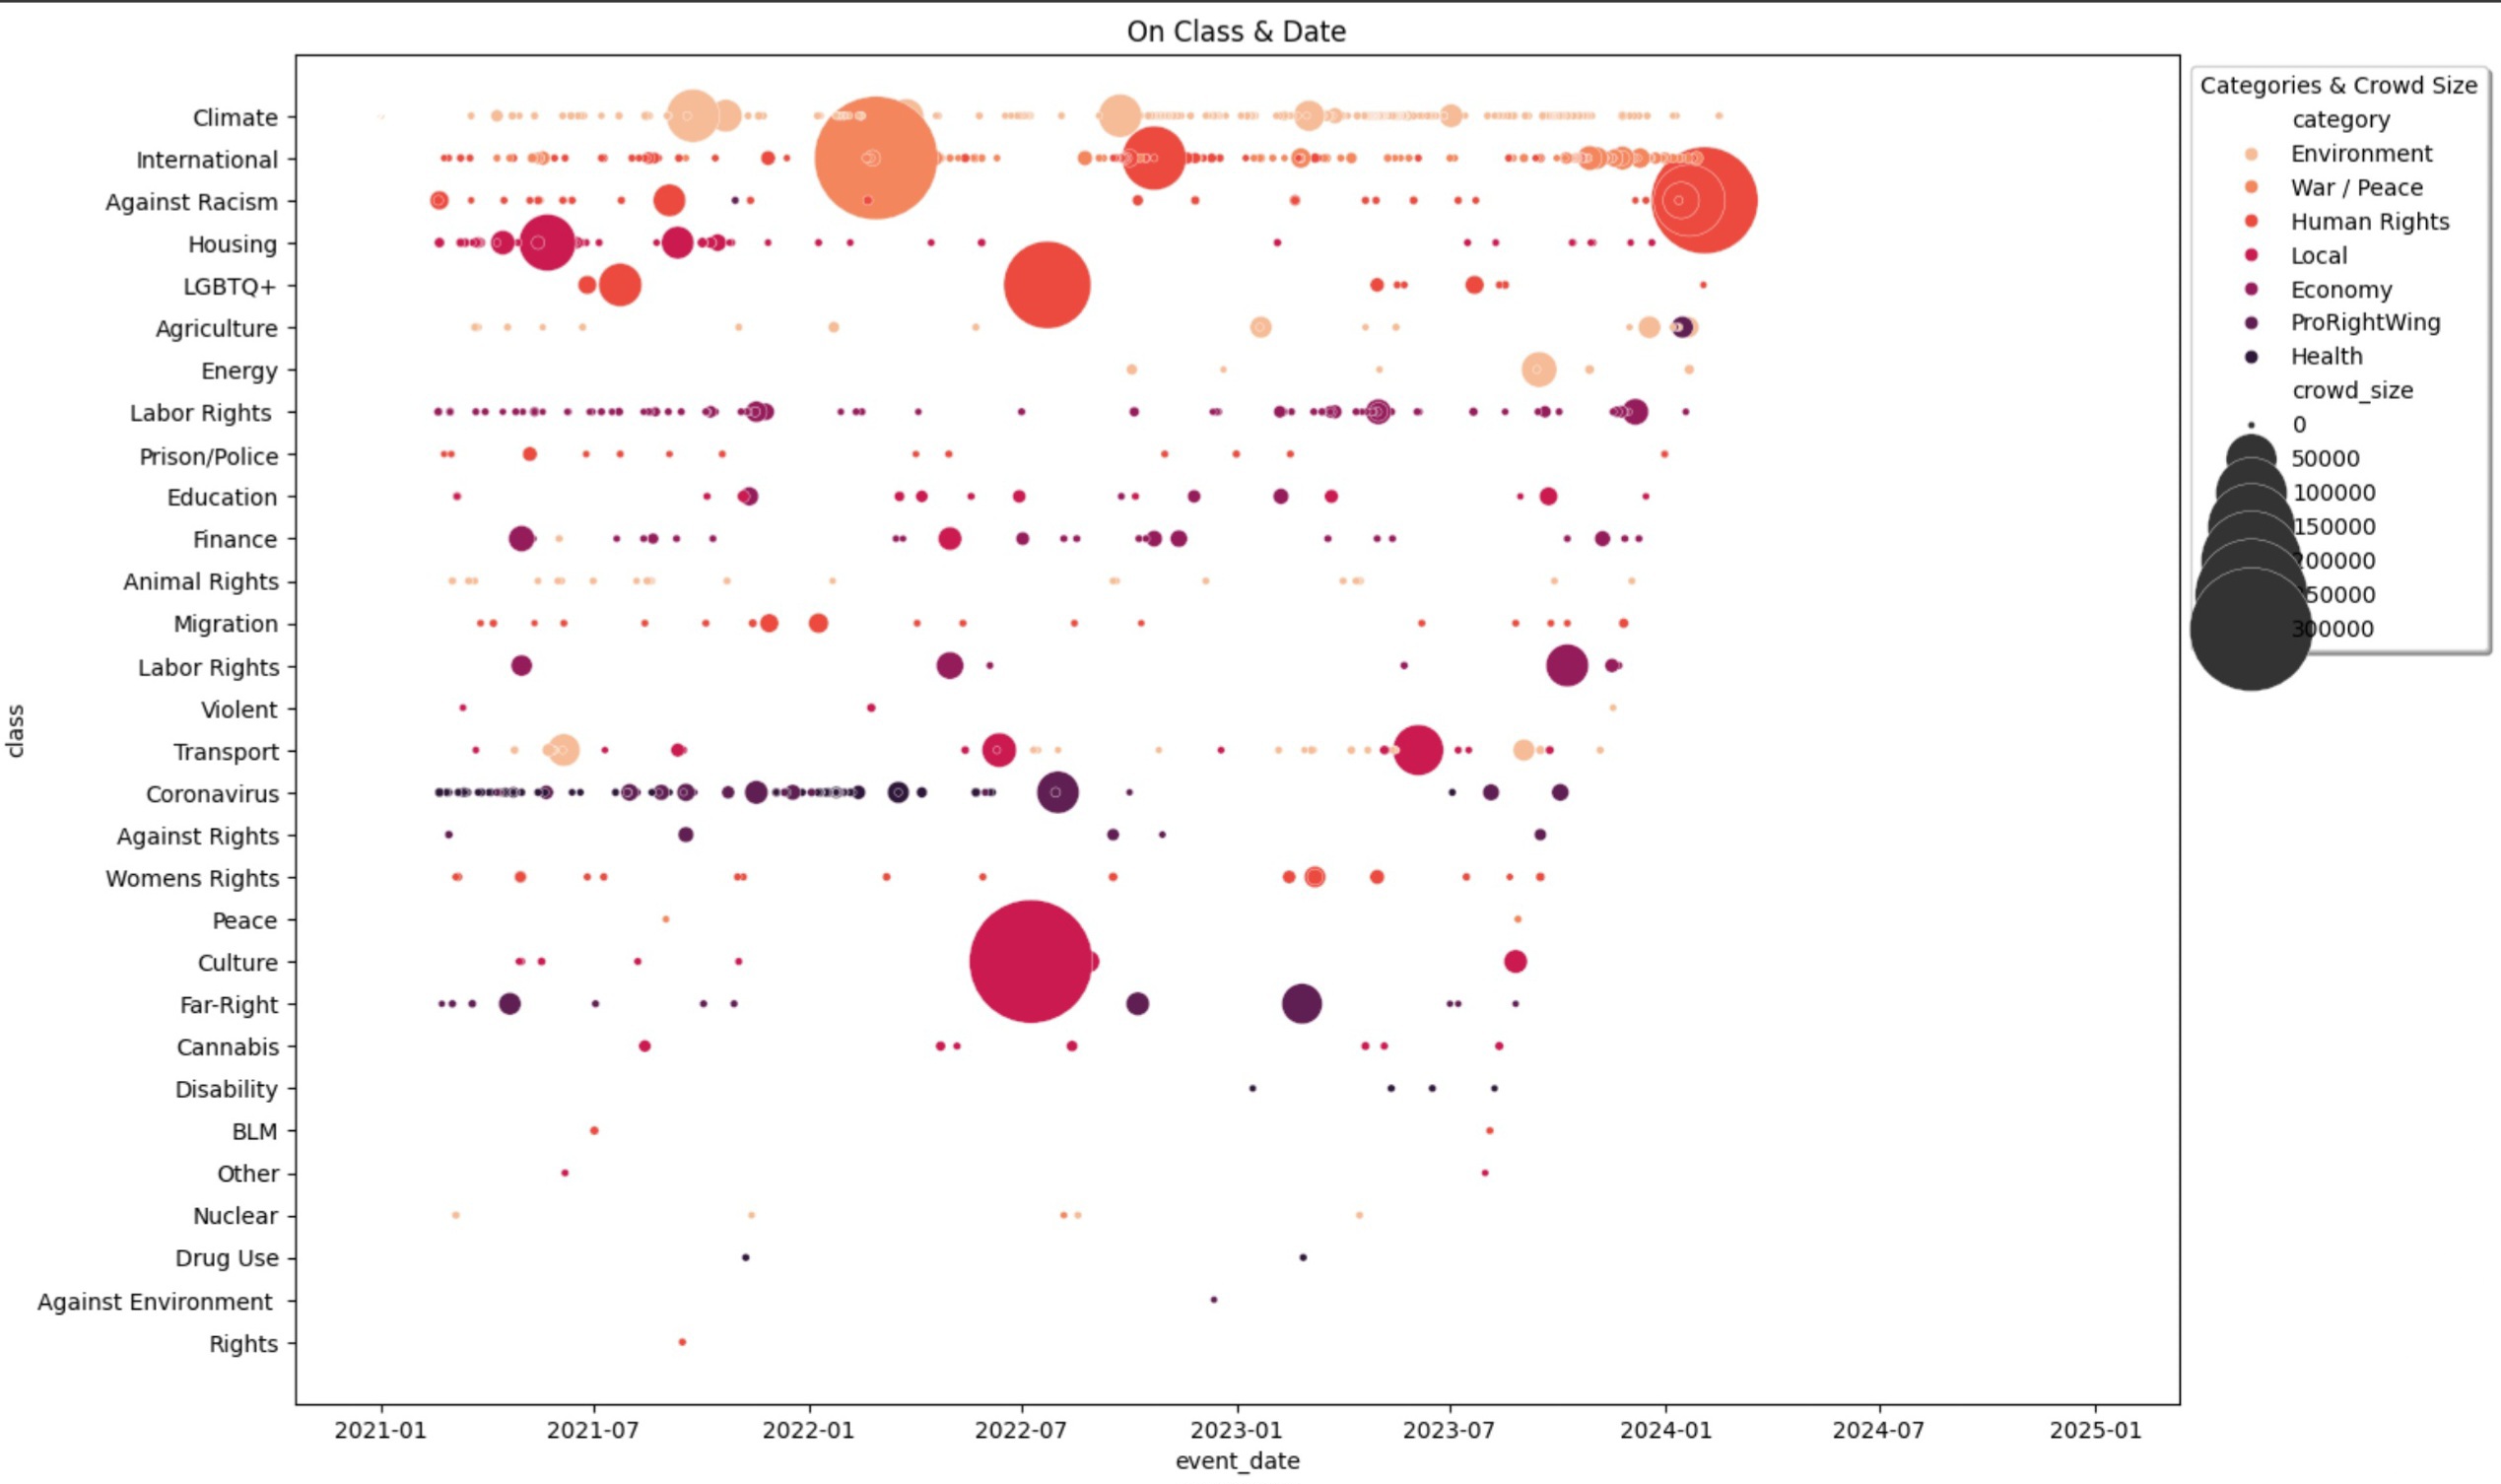 On Class & Date
Climate
International
Against Racism
Housing
LGBTQ+
Agriculture
Energy
Labor Rights
Prison/Police
Education
Finance
Animal Rights
Migration
Labor Rights
Violent
Transport
Coronavirus
Against Rights
Womens Rights
Peace
Culture
Far-Right
Cannabis
Disability
BLM
Other
Nuclear
Drug Use
Against Environment
Rights
class
2021-01 2021-07 2022-01 2022-07 2023-01 2023-07 2024-01 2024-07 2025-01
event_date
Categories & Crowd Size
category
Environment
War / Peace
Human Rights
Local
Economy
ProRightWing
Health
crowd_size
0
50000
100000
150000
200000
250000
300000